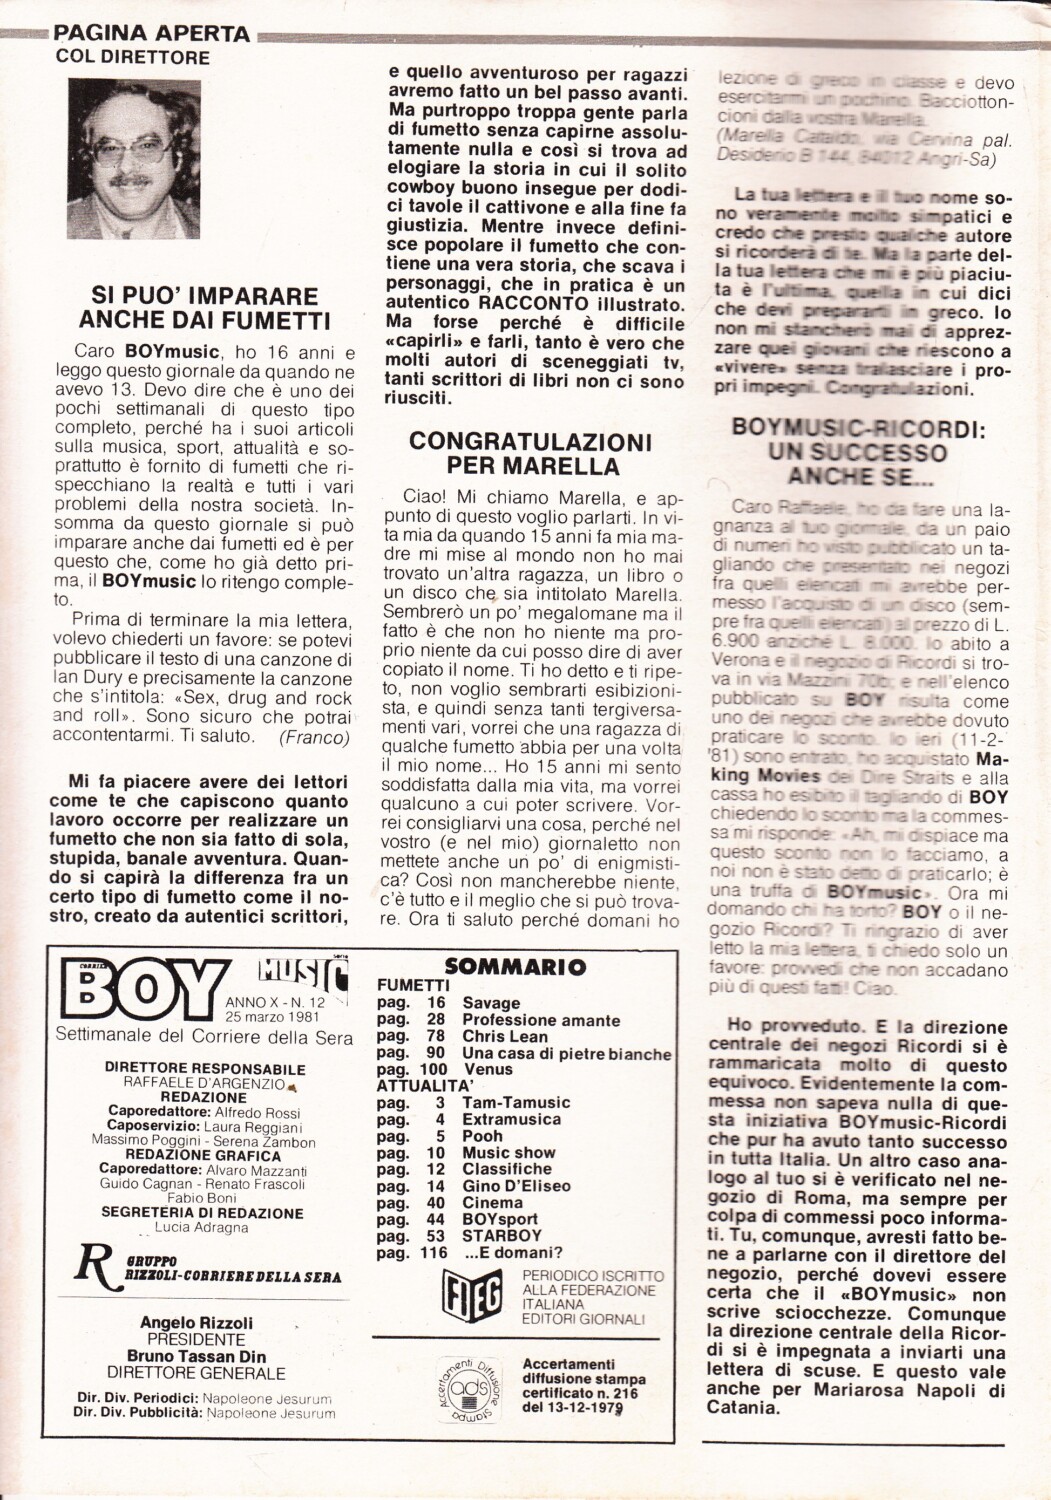 PAGINA APERTA
COL DIRETTORE
SI PUO' IMPARARE
ANCHE DAI FUMETTI
Caro BOYmusic, ho 16 anni e
leggo questo giornale da quando ne
avevo 13. Devo dire che è uno dei
pochi settimanali di questo tipo
completo, perché ha i suoi articoli
sulla musica, sport, attualità e so-
prattutto è fornito di fumetti che ri-
specchiano la realtà e tutti i vari
problemi della nostra società. In-
somma da questo giornale si può
imparare anche dai fumetti ed è per
questo che, come ho già detto pri-
ma, il BOYmusic lo ritengo comple-
to.
Prima di terminare la mia lettera,
volevo chiederti un favore: se potevi
pubblicare il testo di una canzone di
Ian Dury e precisamente la canzone
che s'intitola: «Sex, drug and rock
and roll». Sono sicuro che potrai
accontentarmi. Ti saluto. (Franco)
Mi fa piacere avere dei lettori
come te che capiscono quanto
lavoro occorre per realizzare un
fumetto che non sia fatto di sola,
stupida, banale avventura. Quan-
do si capirà la differenza fra un
certo tipo di fumetto come il no-
stro, creato da autentici scrittori,
e quello avventuroso per ragazzi
avremo fatto un bel passo avanti.
Ma purtroppo troppa gente parla
di fumetto senza capirne assolu-
tamente nulla e così si trova ad
elogiare la storia in cui il solito
cowboy buono insegue per dodi-
ci tavole il cattivone e alla fine fa
giustizia. Mentre invece defini-
sce popolare il fumetto che con-
tiene una vera storia, che scava i
personaggi, che in pratica è un
autentico RACCONTO illustrato.
Ma forse perché è difficile
«capirli» e farli, tanto è vero che
molti autori di sceneggiati tv,
tanti scrittori di libri non ci sono
riusciti.
CONGRATULAZIONI
PER MARELLA
Ciao! Mi chiamo Marella, e ap-
punto di questo voglio parlarti. In vi-
ta mia da quando 15 anni fa mia ma-
dre mi mise al mondo non ho mai
trovato un'altra ragazza, un libro o
un disco che sia intitolato Marella.
Sembrerò un po' megalomane ma il
fatto è che non ho niente ma pro-
prio niente da cui posso dire di aver
copiato il nome. Ti ho detto e ti ripe-
to, non voglio sembrarti esibizioni-
sta, e quindi senza tanti tergiversa-
menti vari, vorrei che una ragazza di
qualche fumetto abbia per una volta
il mio nome... Ho 15 anni mi sento
soddisfatta dalla mia vita, ma vorrei
qualcuno a cui poter scrivere. Vor-
rei consigliarvi una cosa, perché nel
vostro (e nel mio) giornaletto non
mettete anche un po' di enigmisti-
ca? Così non mancherebbe niente,
c'è tutto e il meglio che si può trova-
re. Ora ti saluto perché domani ho
lezione di greco in classe e devo
esercitarmi un pochino. Bacciotton-
cioni dalla vostra Marella.
(Marella Cataldo, via Cervina pal.
Desiderio B 144, 84012 Angri-Sa)
La tua lettera e il tuo nome so-
no veramente molto simpatici e
credo che presto qualche autore
si ricorderà di te. Ma la parte del-
la tua lettera che mi è più piaciu-
ta è l'ultima, quella in cui dici
che devi prepararti in greco. Io
non mi stancherò mai di apprez-
zare quei giovani che riescono a
«vivere» senza tralasciare i pro-
pri impegni. Congratulazioni.
BOYMUSIC-RICORDI:
UN SUCCESSO
ANCHE SE...
Caro Raffaele, ho da fare una la-
gnanza al tuo giornale, da un paio
di numeri ho visto pubblicato un ta-
gliando che presentato nei negozi
fra quelli elencati mi avrebbe per-
messo l'acquisto di un disco (sem-
pre fra quelli elencati) al prezzo di L.
6.900 anziché L. 8.000. Io abito a
Verona e il negozio di Ricordi si tro-
va in via Mazzini 70b, e nell'elenco
pubblicato su BOY risulta come
uno dei negozi che avrebbe dovuto
praticare lo sconto. Io ieri (11-2-
'81) sono entrato, ho acquistato Ma-
king Movies dei Dire Straits e alla
cassa ho esibito il tagliando di BOY
chiedendo lo sconto ma la commes-
sa mi risponde: «Ah, mi dispiace ma
questo sconto non lo facciamo, a
noi non è stato detto di praticarlo; è
una truffa di BOYmusic». Ora mi
domando chi ha torto? BOY o il ne-
gozio Ricordi? Ti ringrazio di aver
letto la mia lettera, ti chiedo solo un
favore: provvedi che non accadano
più di questi fatti! Ciao.
Ho provveduto. E la direzione
centrale dei negozi Ricordi si è
rammaricata molto di questo
equivoco. Evidentemente la com-
messa non sapeva nulla di que-
sta iniziativa BOYmusic-Ricordi
che pur ha avuto tanto successo
in tutta Italia. Un altro caso ana-
logo al tuo si è verificato nel ne-
gozio di Roma, ma sempre per
colpa di commessi poco informa-
ti. Tu, comunque, avresti fatto be-
ne a parlarne con il direttore del
negozio, perché dovevi essere
certa che il «BOYmusic» non
scrive sciocchezze. Comunque
la direzione centrale della Ricor-
di si è impegnata a inviarti una
lettera di scuse. E questo vale
anche per Mariarosa Napoli di
Catania.
CORRIER BOY MUSIC serie
ANNO X - N. 12
25 marzo 1981
Settimanale del Corriere della Sera
DIRETTORE RESPONSABILE
RAFFAELE D'ARGENZIO
REDAZIONE
Caporedattore: Alfredo Rossi
Caposervizio: Laura Reggiani
Massimo Poggini - Serena Zambon
REDAZIONE GRAFICA
Caporedattore: Alvaro Mazzanti
Guido Cagnan - Renato Frascoli
Fabio Boni
SEGRETERIA DI REDAZIONE
Lucia Adragna
R GRUPPO
RIZZOLI-CORRIERE DELLA SERA
Angelo Rizzoli
PRESIDENTE
Bruno Tassan Din
DIRETTORE GENERALE
Dir. Div. Periodici: Napoleone Jesurum
Dir. Div. Pubblicità: Napoleone Jesurum
SOMMARIO
FUMETTI
pag. 16 Savage
pag. 28 Professione amante
pag. 78 Chris Lean
pag. 90 Una casa di pietre bianche
pag. 100 Venus
ATTUALITA'
pag. 3 Tam-Tamusic
pag. 4 Extramusica
pag. 5 Pooh
pag. 10 Music show
pag. 12 Classifiche
pag. 14 Gino D'Eliseo
pag. 40 Cinema
pag. 44 BOYsport
pag. 53 STARBOY
pag. 116 ...E domani?
FIEG
PERIODICO ISCRITTO
ALLA FEDERAZIONE
ITALIANA
EDITORI GIORNALI
Accertamenti Diffusione Stampa
ads
Accertamenti
diffusione stampa
certificato n. 216
del 13-12-1979